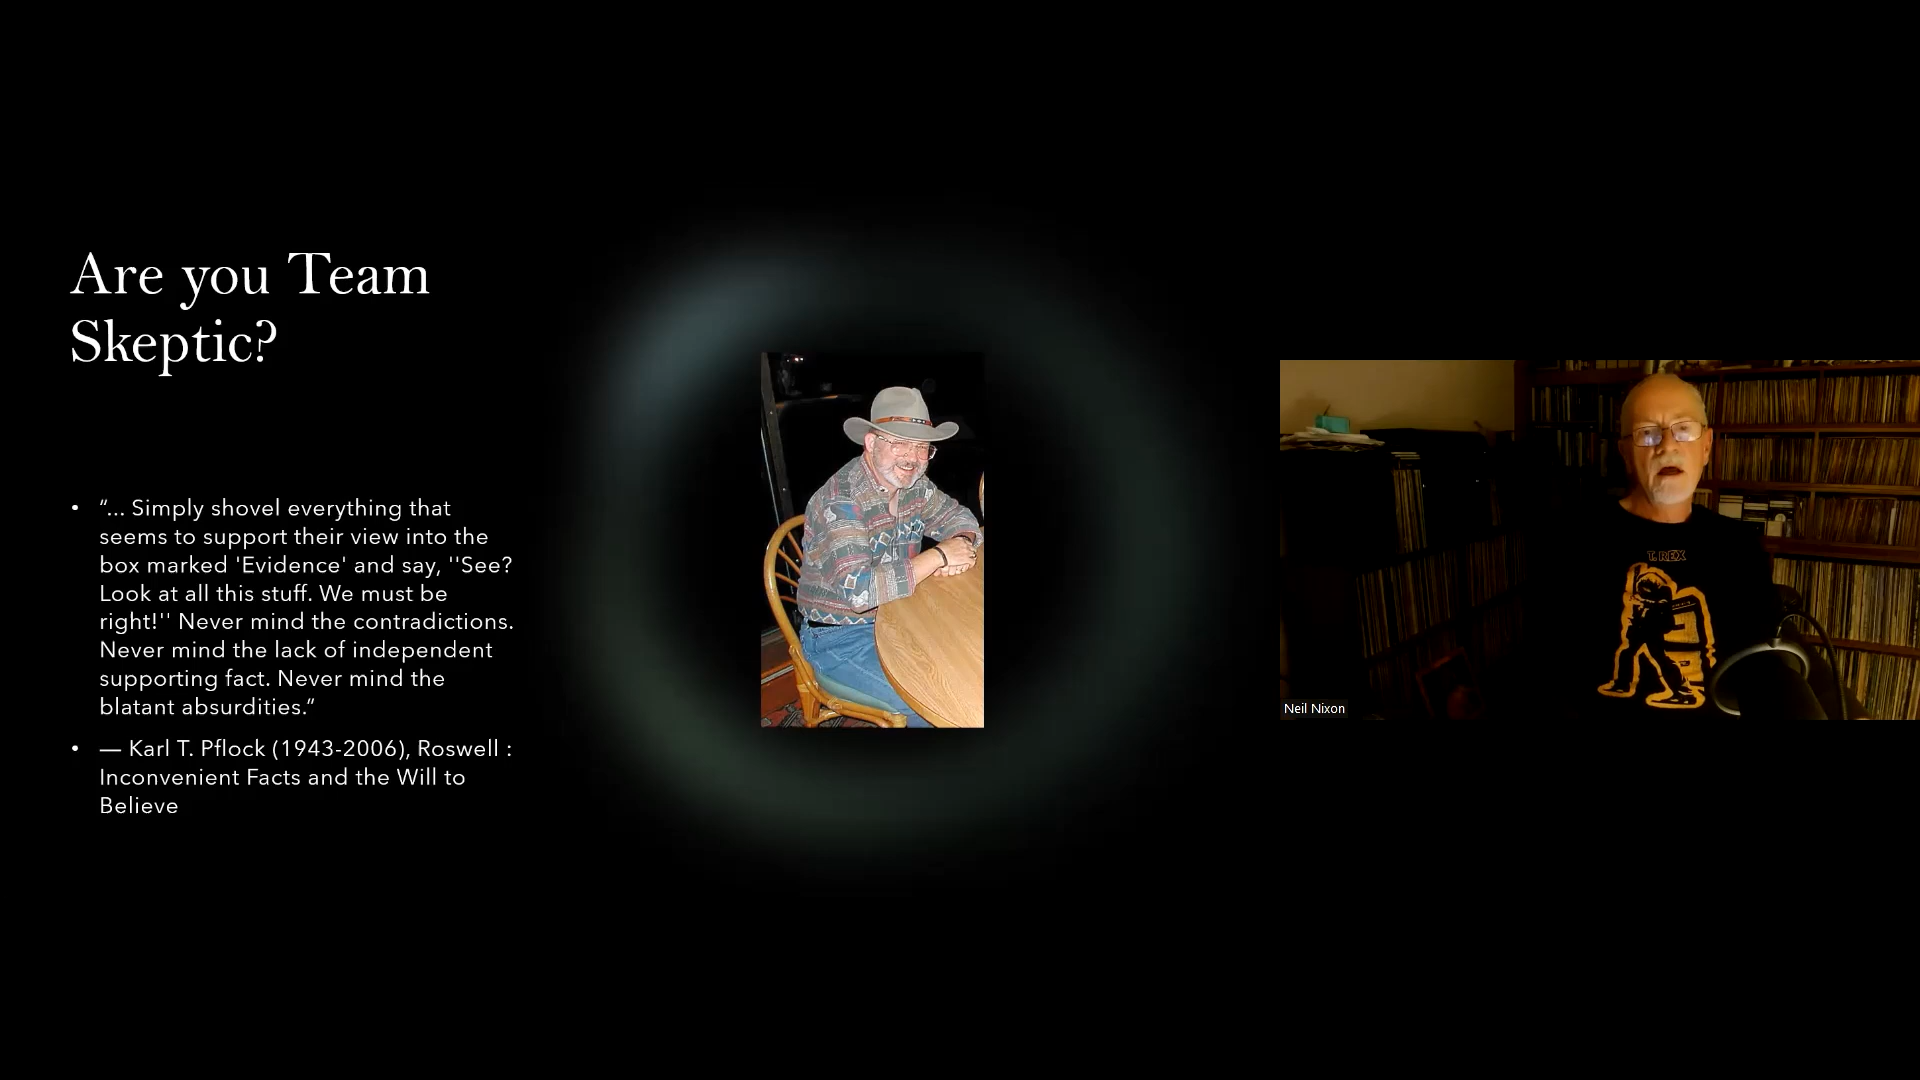 Are you Team
Skeptic?
• “... Simply shovel everything that
seems to support their view into the
box marked 'Evidence' and say, ''See?
Look at all this stuff. We must be
right!'' Never mind the contradictions.
Never mind the lack of independent
supporting fact. Never mind the
blatant absurdities.“
• — Karl T. Pflock (1943-2006), Roswell :
Inconvenient Facts and the Will to
Believe
T. REX
Neil Nixon